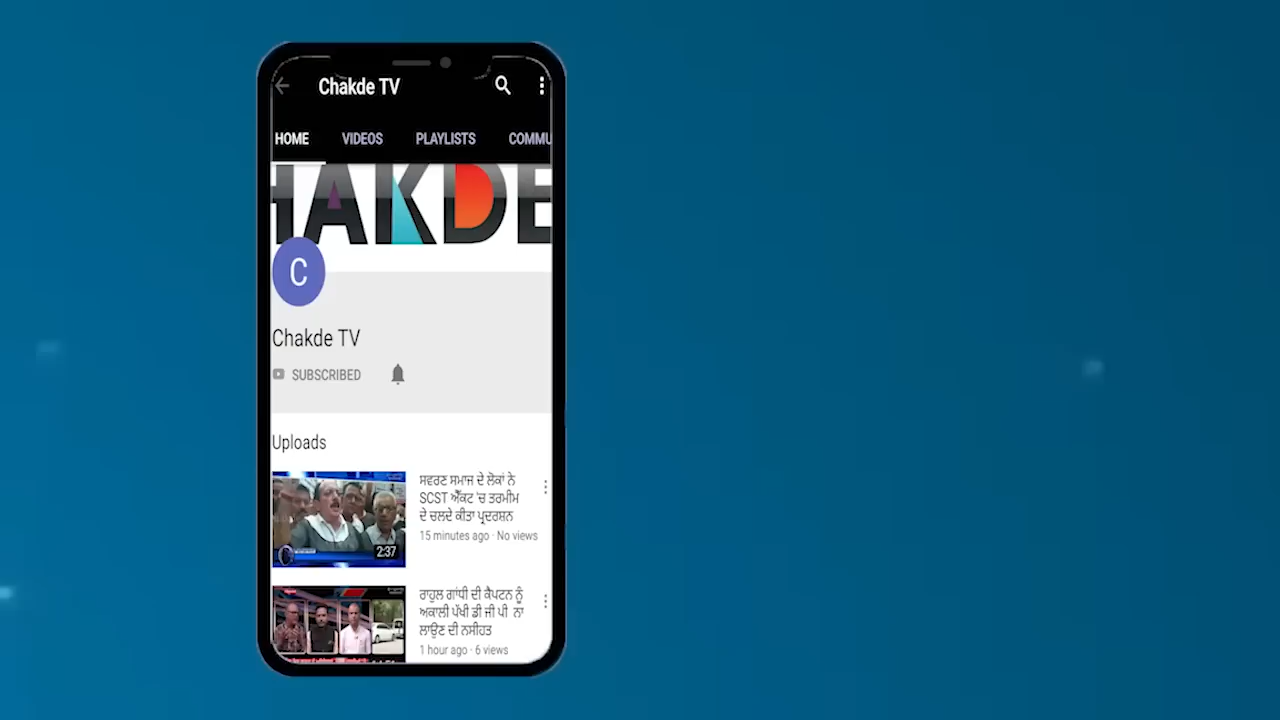 Chakde TV
HOME VIDEOS PLAYLISTS COMMU
HAKDE
C
Chakde TV
SUBSCRIBED
Uploads
ਸਵਰਣ ਸਮਾਜ ਦੇ ਲੋਕਾਂ ਨੇ
SCST ਐੱਕਟ 'ਚ ਤਰਮੀਮ
ਦੇ ਚਲਦੇ ਕੀਤਾ ਪ੍ਰਦਰਸ਼ਨ
15 minutes ago · No views
2:37
ਰਾਹੁਲ ਗਾਂਧੀ ਦੀ ਕੈਪਟਨ ਨੂੰ
ਅਕਾਲੀ ਪੱਖੀ ਡੀ ਜੀ ਪੀ ਨਾ
ਲਾਉਣ ਦੀ ਨਸੀਹਤ
1 hour ago · 6 views